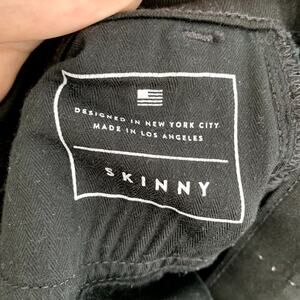 DESIGNED IN NEW YORK CITY
MADE IN LOS ANGELES
SKINNY